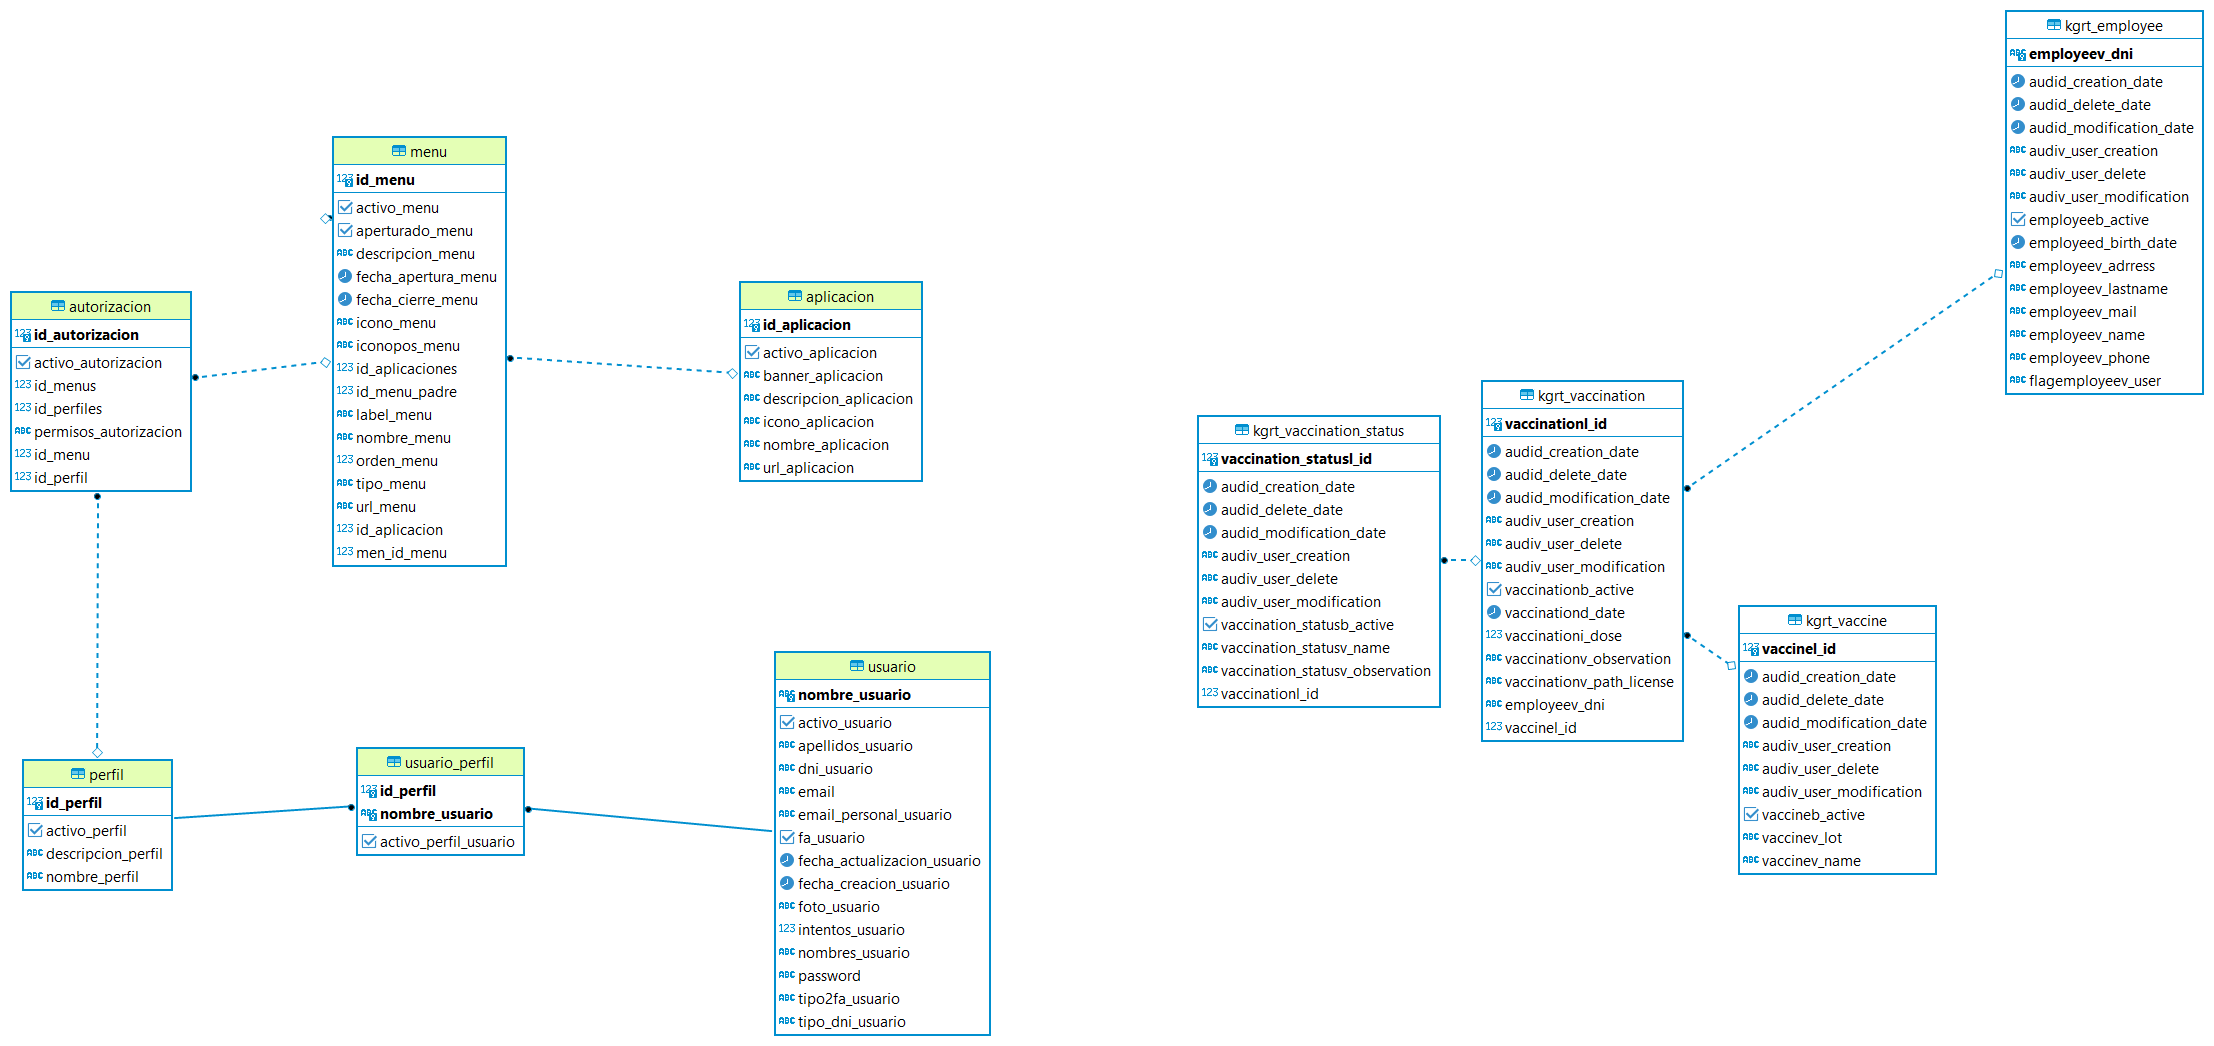 kgrt_employee
employeev_dni
audid_creation_date
audid_delete_date
audid_modification_date
audiv_user_creation
audiv_user_delete
audiv_user_modification
employeeb_active
employeed_birth_date
employeev_adrress
employeev_lastname
employeev_mail
employeev_name
employeev_phone
flagemployeev_user
menu
id_menu
activo_menu
aperturado_menu
descripcion_menu
fecha_apertura_menu
fecha_cierre_menu
icono_menu
iconopos_menu
id_aplicaciones
id_menu_padre
label_menu
nombre_menu
orden_menu
tipo_menu
url_menu
id_aplicacion
men_id_menu
autorizacion
id_autorizacion
activo_autorizacion
id_menus
id_perfiles
permisos_autorizacion
id_menu
id_perfil
aplicacion
id_aplicacion
activo_aplicacion
banner_aplicacion
descripcion_aplicacion
icono_aplicacion
nombre_aplicacion
url_aplicacion
kgrt_vaccination
vaccinationl_id
audid_creation_date
audid_delete_date
audid_modification_date
audiv_user_creation
audiv_user_delete
audiv_user_modification
vaccinationb_active
vaccinationd_date
vaccinationi_dose
vaccinationv_observation
vaccinationv_path_license
employeev_dni
vaccinel_id
kgrt_vaccination_status
vaccination_statusl_id
audid_creation_date
audid_delete_date
audid_modification_date
audiv_user_creation
audiv_user_delete
audiv_user_modification
vaccination_statusb_active
vaccination_statusv_name
vaccination_statusv_observation
vaccinationl_id
kgrt_vaccine
vaccinel_id
audid_creation_date
audid_delete_date
audid_modification_date
audiv_user_creation
audiv_user_delete
audiv_user_modification
vaccineb_active
vaccinev_lot
vaccinev_name
usuario
nombre_usuario
activo_usuario
apellidos_usuario
dni_usuario
email
email_personal_usuario
fa_usuario
fecha_actualizacion_usuario
fecha_creacion_usuario
foto_usuario
intentos_usuario
nombres_usuario
password
tipo2fa_usuario
tipo_dni_usuario
usuario_perfil
id_perfil
nombre_usuario
activo_perfil_usuario
perfil
id_perfil
activo_perfil
descripcion_perfil
nombre_perfil